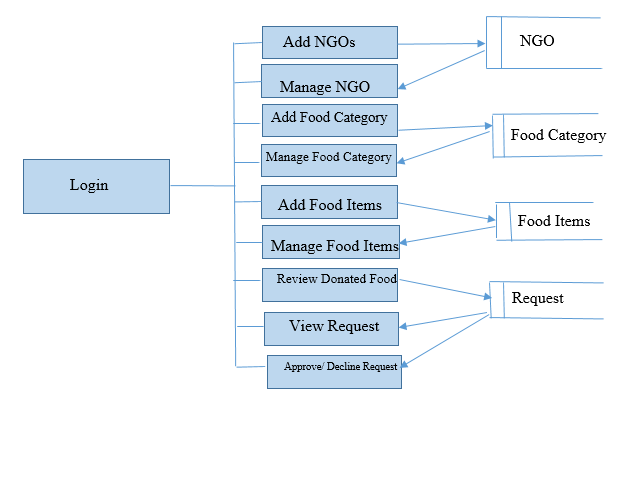 Login
Add NGOs
Manage NGO
Add Food Category
Manage Food Category
Add Food Items
Manage Food Items
Review Donated Food
View Request
Approve/ Decline Request
NGO
Food Category
Food Items
Request